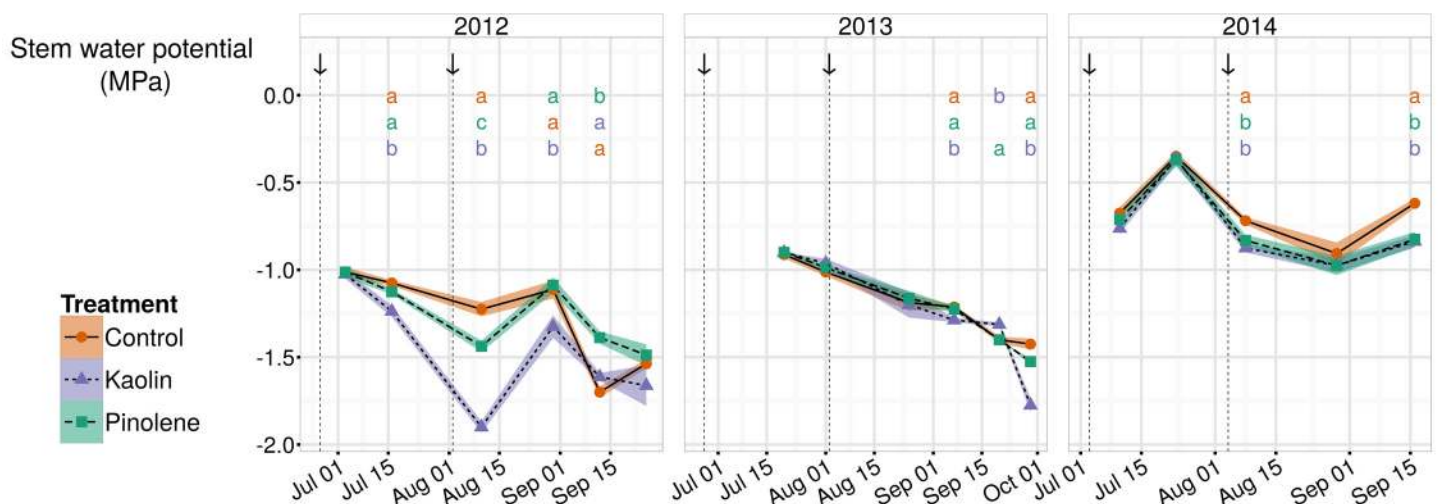 2012
2013
2014
Stem water potential
(MPa)
0.0
-0.5
-1.0
-1.5
-2.0
a a a b
a c a a
b b b a
a b a
a a
b a b
a a
b b
b b
Treatment
Control
Kaolin
Pinolene
Jul 01 Jul 15 Aug 01 Aug 15 Sep 01 Sep 15
Jul 01 Jul 15 Aug 01 Aug 15 Sep 01 Sep 15 Oct 01
Jul 01 Jul 15 Aug 01 Aug 15 Sep 01 Sep 15